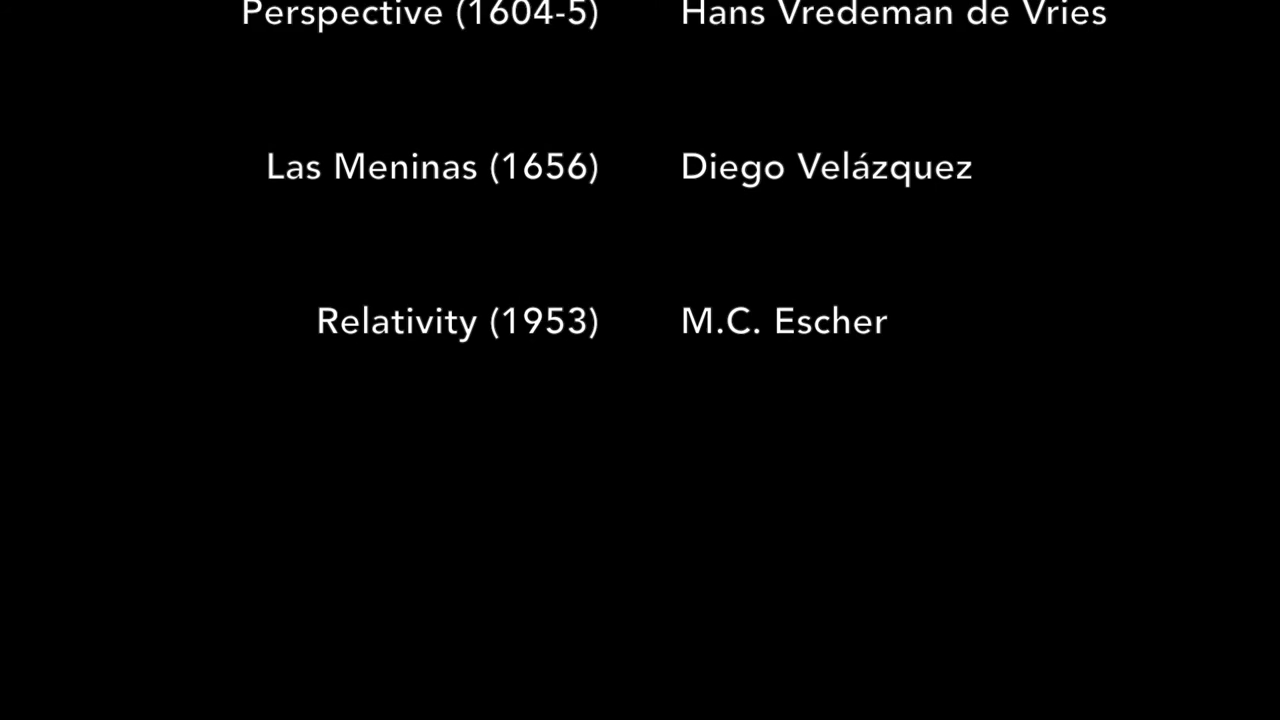 Perspective (1604-5) Hans Vredeman de Vries
Las Meninas (1656) Diego Velázquez
Relativity (1953) M.C. Escher